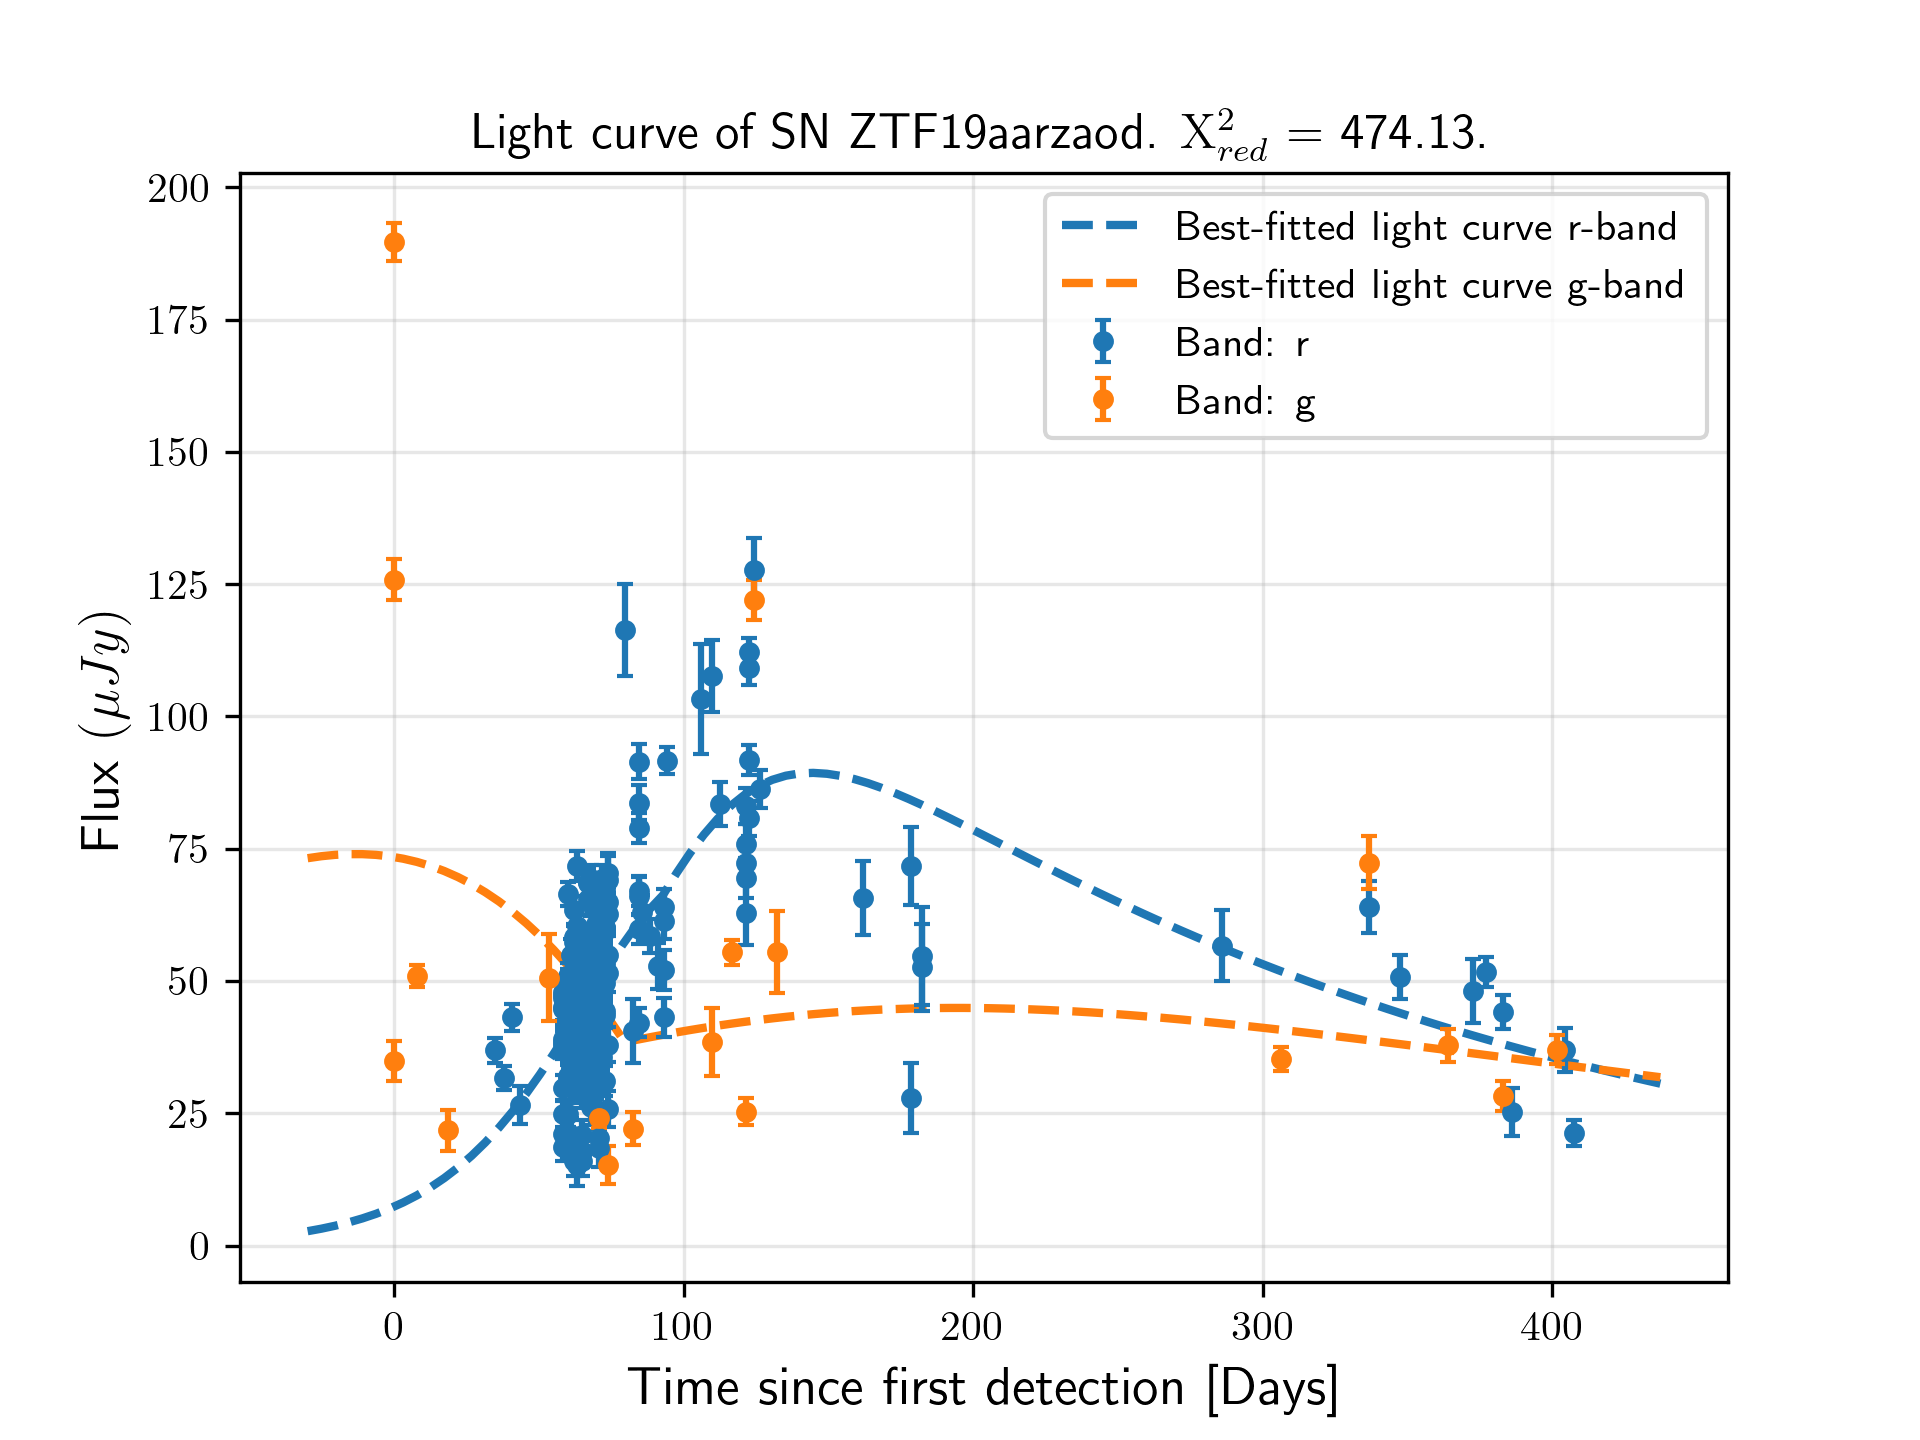 Light curve of SN ZTF19aarzaod. X²_red = 474.13.
200
175
150
125
100
75
50
25
0
Flux (μJy)
Best-fitted light curve r-band
Best-fitted light curve g-band
Band: r
Band: g
0 100 200 300 400
Time since first detection [Days]